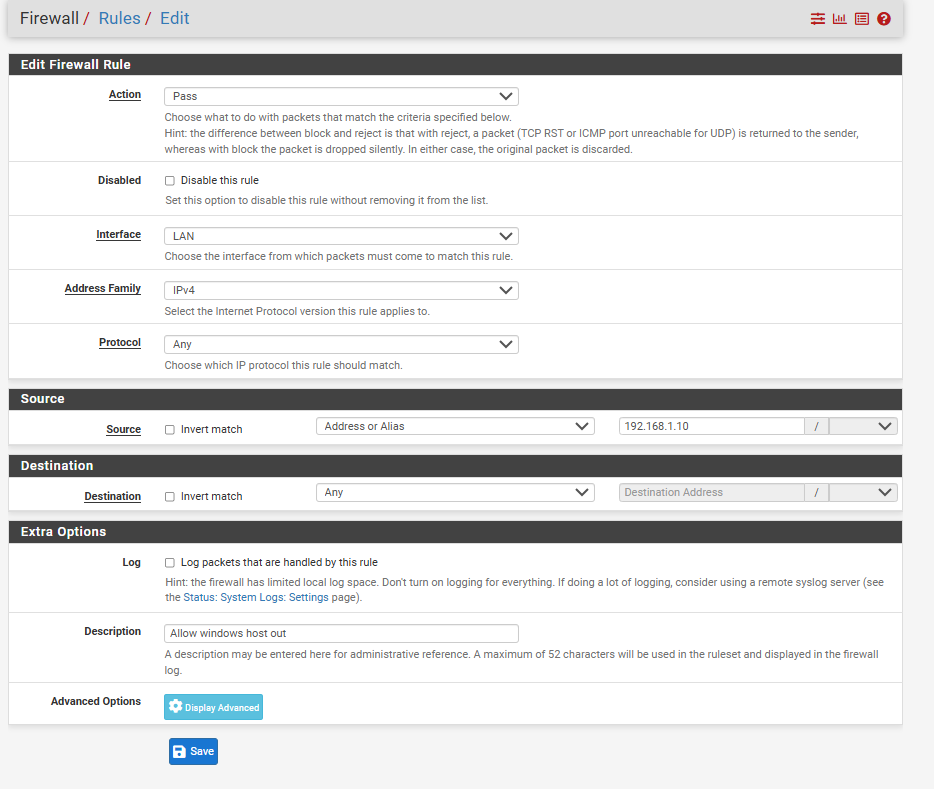 Firewall / Rules / Edit
Edit Firewall Rule
Action
Pass
Choose what to do with packets that match the criteria specified below.
Hint: the difference between block and reject is that with reject, a packet (TCP RST or ICMP port unreachable for UDP) is returned to the sender,
whereas with block the packet is dropped silently. In either case, the original packet is discarded.
Disabled
Disable this rule
Set this option to disable this rule without removing it from the list.
Interface
LAN
Choose the interface from which packets must come to match this rule.
Address Family
IPv4
Select the Internet Protocol version this rule applies to.
Protocol
Any
Choose which IP protocol this rule should match.
Source
Source
Invert match
Address or Alias
192.168.1.10
/
Destination
Destination
Invert match
Any
Destination Address
/
Extra Options
Log
Log packets that are handled by this rule
Hint: the firewall has limited local log space. Don't turn on logging for everything. If doing a lot of logging, consider using a remote syslog server (see
the Status: System Logs: Settings page).
Description
Allow windows host out
A description may be entered here for administrative reference. A maximum of 52 characters will be used in the ruleset and displayed in the firewall
log.
Advanced Options
Display Advanced
Save